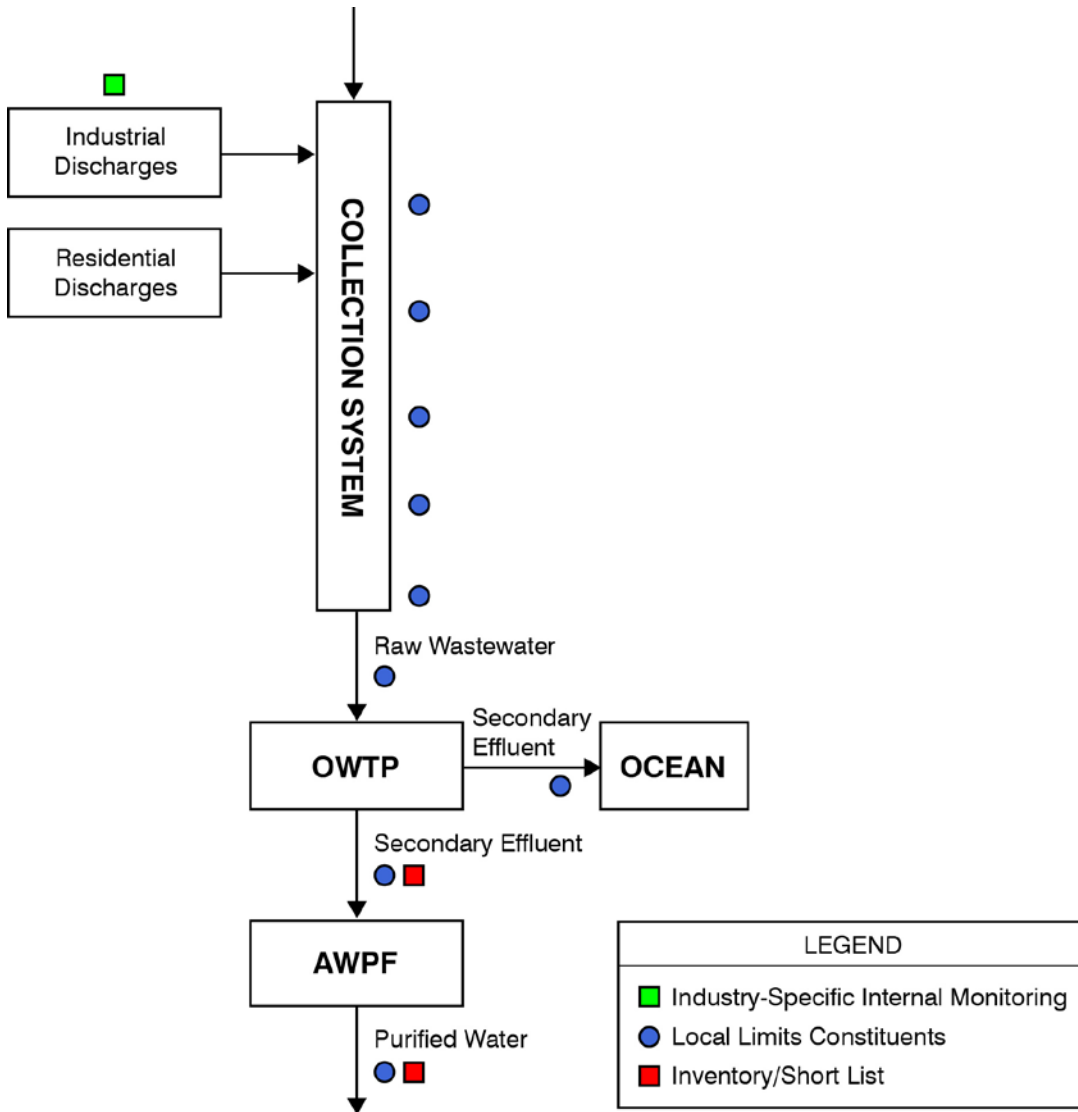 Industrial
Discharges
Residential
Discharges
COLLECTION SYSTEM
Raw Wastewater
OWTP
Secondary
Effluent
OCEAN
Secondary Effluent
AWPF
Purified Water
LEGEND
Industry-Specific Internal Monitoring
Local Limits Constituents
Inventory/Short List